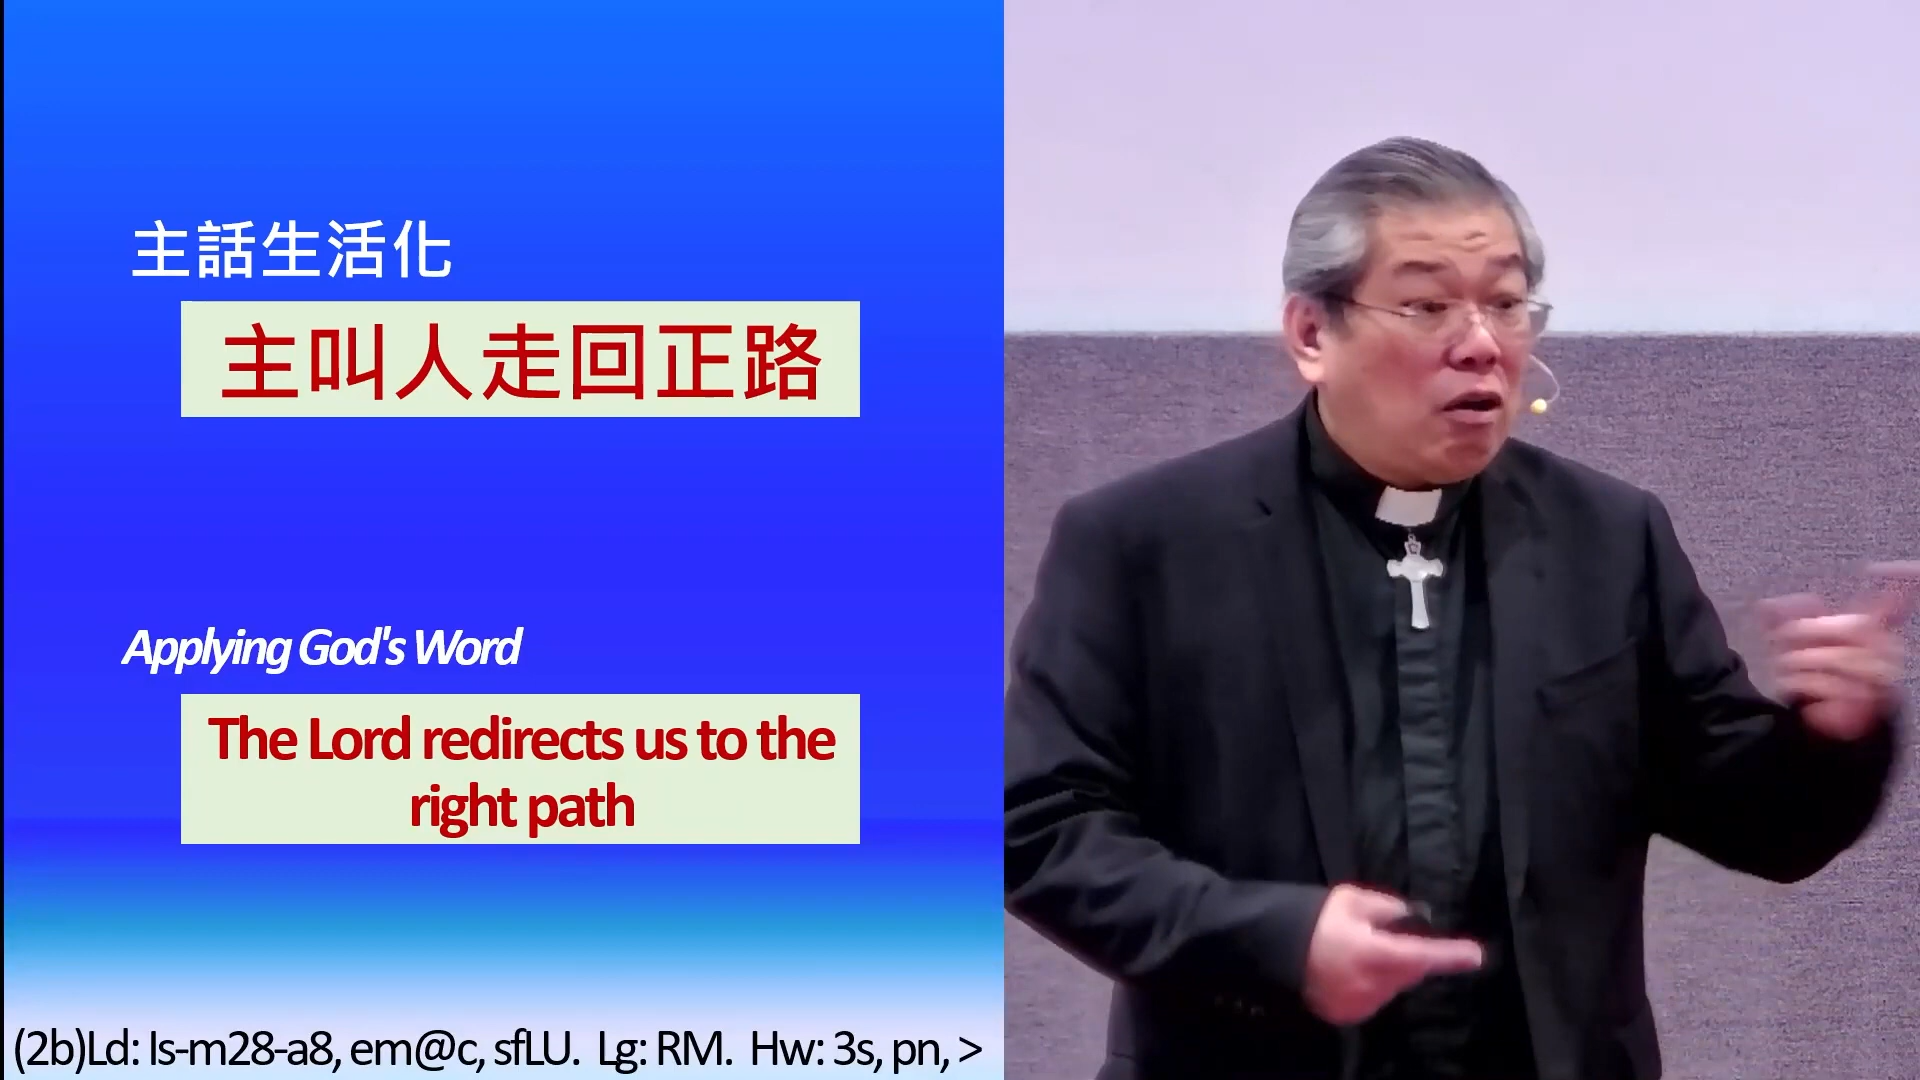 主話生活化
主叫人走回正路
Applying God's Word
The Lord redirects us to the
right path
(2b)Ld: Is-m28-a8, em@c, sfLU.  Lg: RM.  Hw: 3s, pn, >